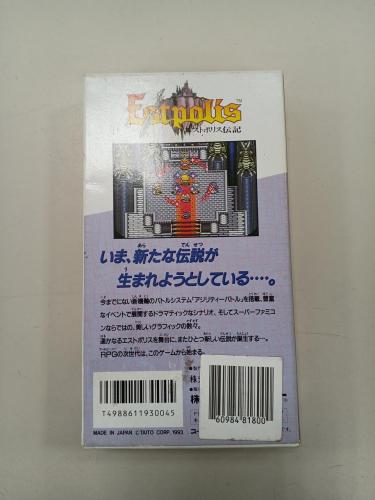 Estpolis
エストポリス伝記
いま、新たな伝説が
生まれようとしている‥‥。
今までにない新機軸のバトルシステム「アジリティーバトル」を搭載、豊富
なイベントで展開するドラマティックなシナリオ、そしてスーパーファミコ
ンならではの、美しいグラフィックの数々。
遥かなるエストポリスを舞台に、またひとつ新しい伝説が誕生する…。
RPGの次世代は、このゲームから始まる。
T4988611930045
60984 81800
MADE IN JAPAN ©TAITO CORP. 1993